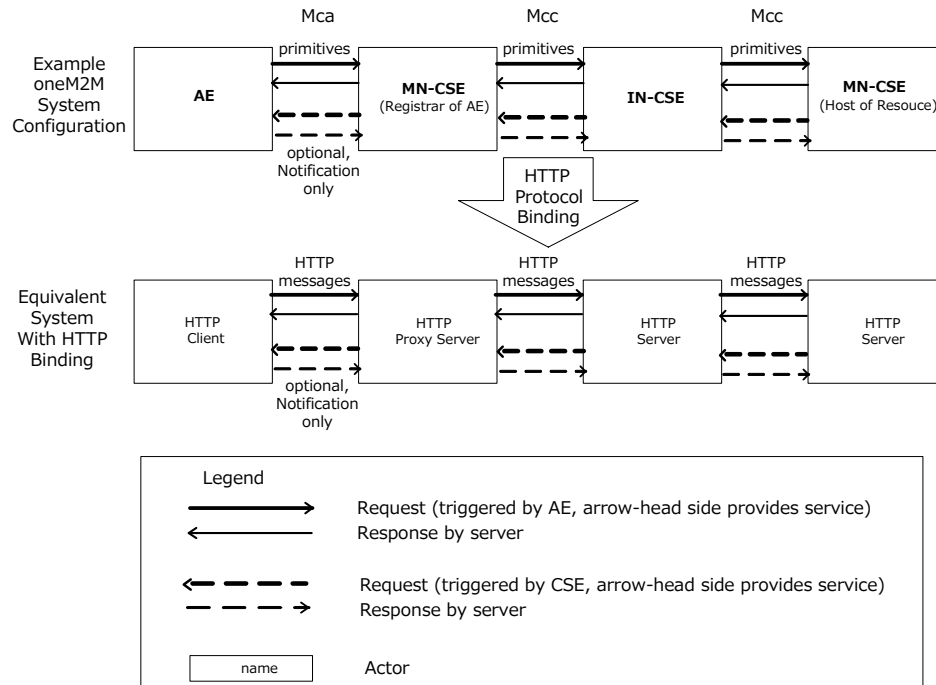 Mca
Mcc
Mcc
Example
oneM2M
System
Configuration
AE
primitives
optional,
Notification
only
MN-CSE
(Registrar of AE)
primitives
IN-CSE
primitives
MN-CSE
(Host of Resouce)
HTTP
Protocol
Binding
Equivalent
System
With HTTP
Binding
HTTP
Client
HTTP
messages
optional,
Notification
only
HTTP
Proxy Server
HTTP
messages
HTTP
Server
HTTP
messages
HTTP
Server
Legend
Request (triggered by AE, arrow-head side provides service)
Response by server
Request (triggered by CSE, arrow-head side provides service)
Response by server
name
Actor